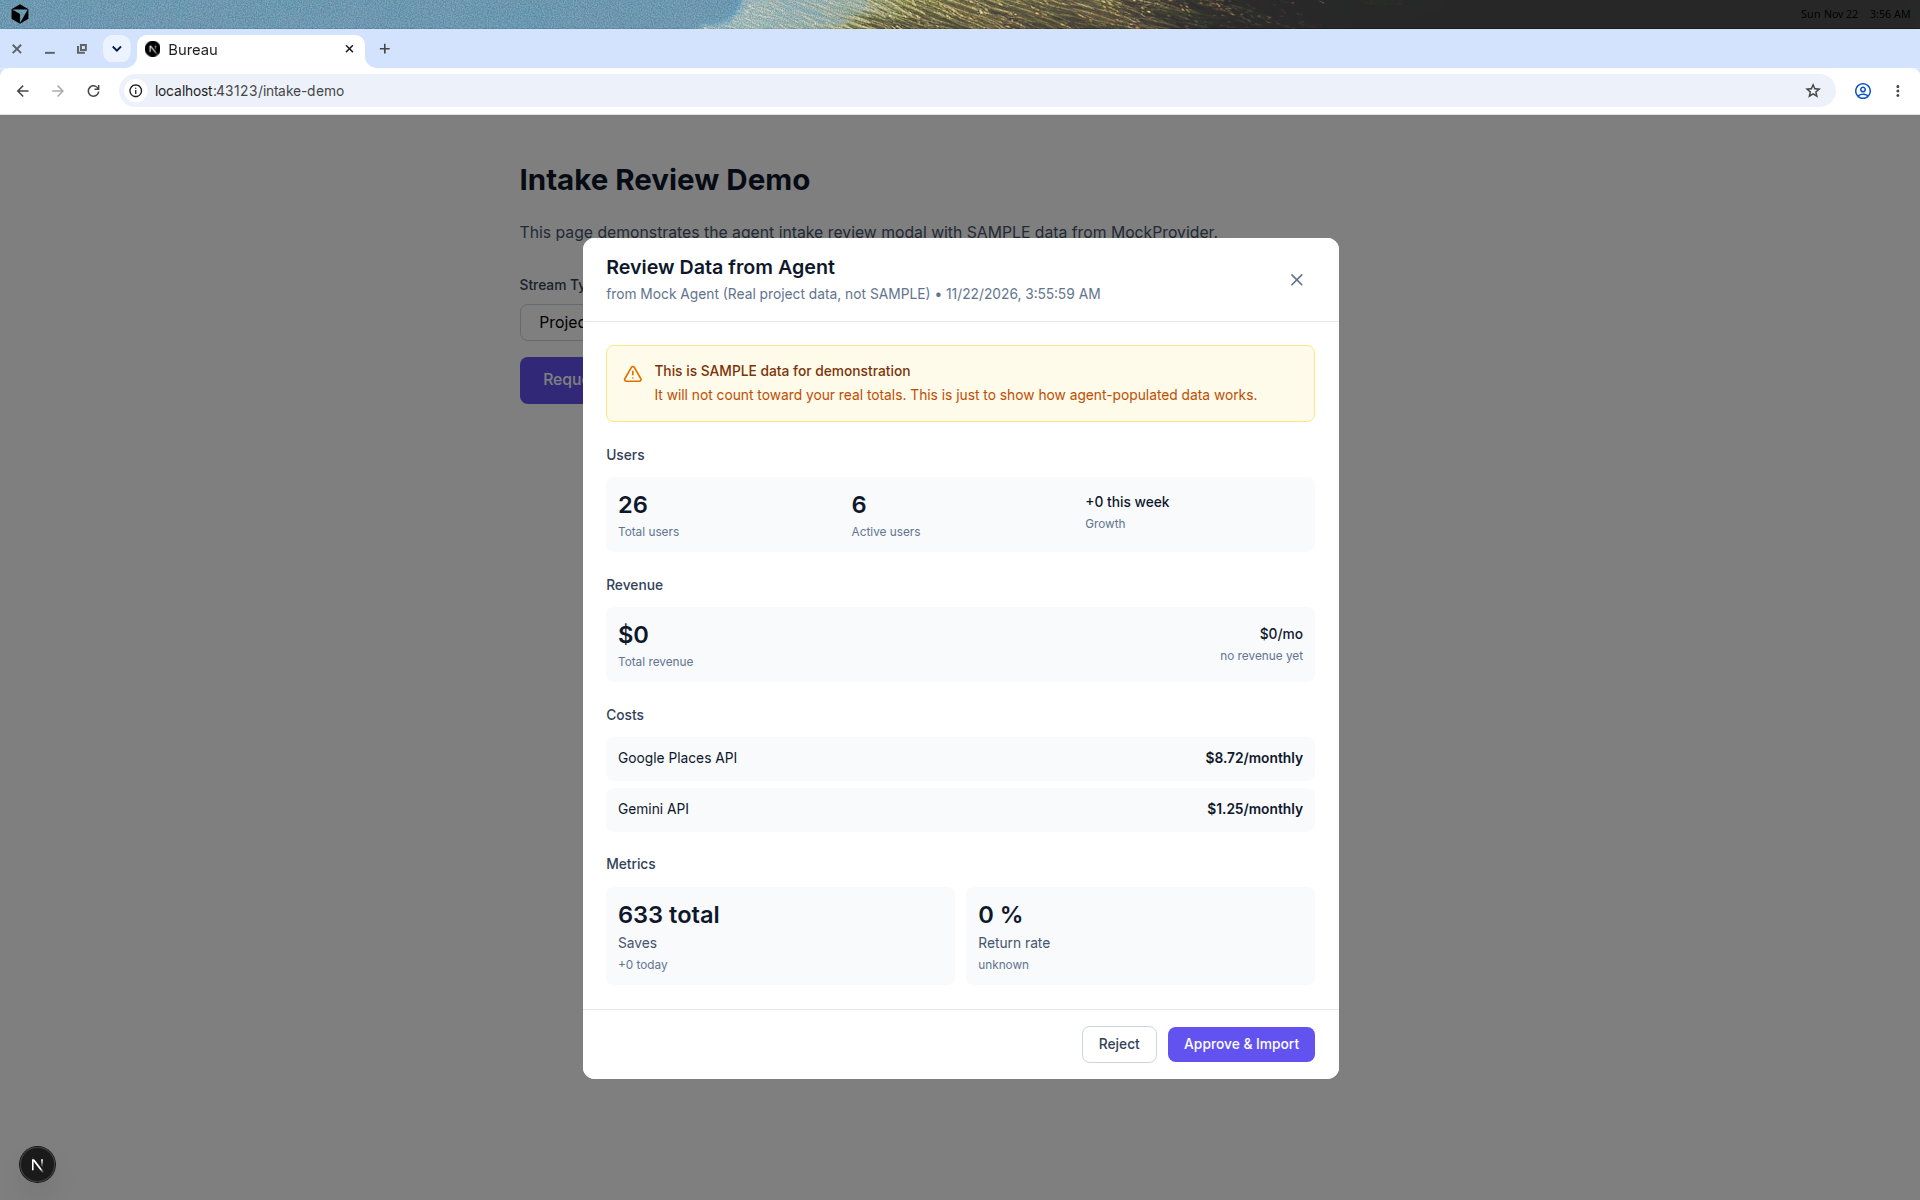 Sun Nov 22 3:56 AM
Bureau
localhost:43123/intake-demo
Intake Review Demo
This page demonstrates the agent intake review modal with SAMPLE data from MockProvider.
Stream Ty
Projec
Requ
Review Data from Agent
from Mock Agent (Real project data, not SAMPLE) • 11/22/2026, 3:55:59 AM
This is SAMPLE data for demonstration
It will not count toward your real totals. This is just to show how agent-populated data works.
Users
26 6 +0 this week
Total users Active users Growth
Revenue
$0 $0/mo
Total revenue no revenue yet
Costs
Google Places API $8.72/monthly
Gemini API $1.25/monthly
Metrics
633 total 0 %
Saves Return rate
+0 today unknown
Reject Approve & Import
N